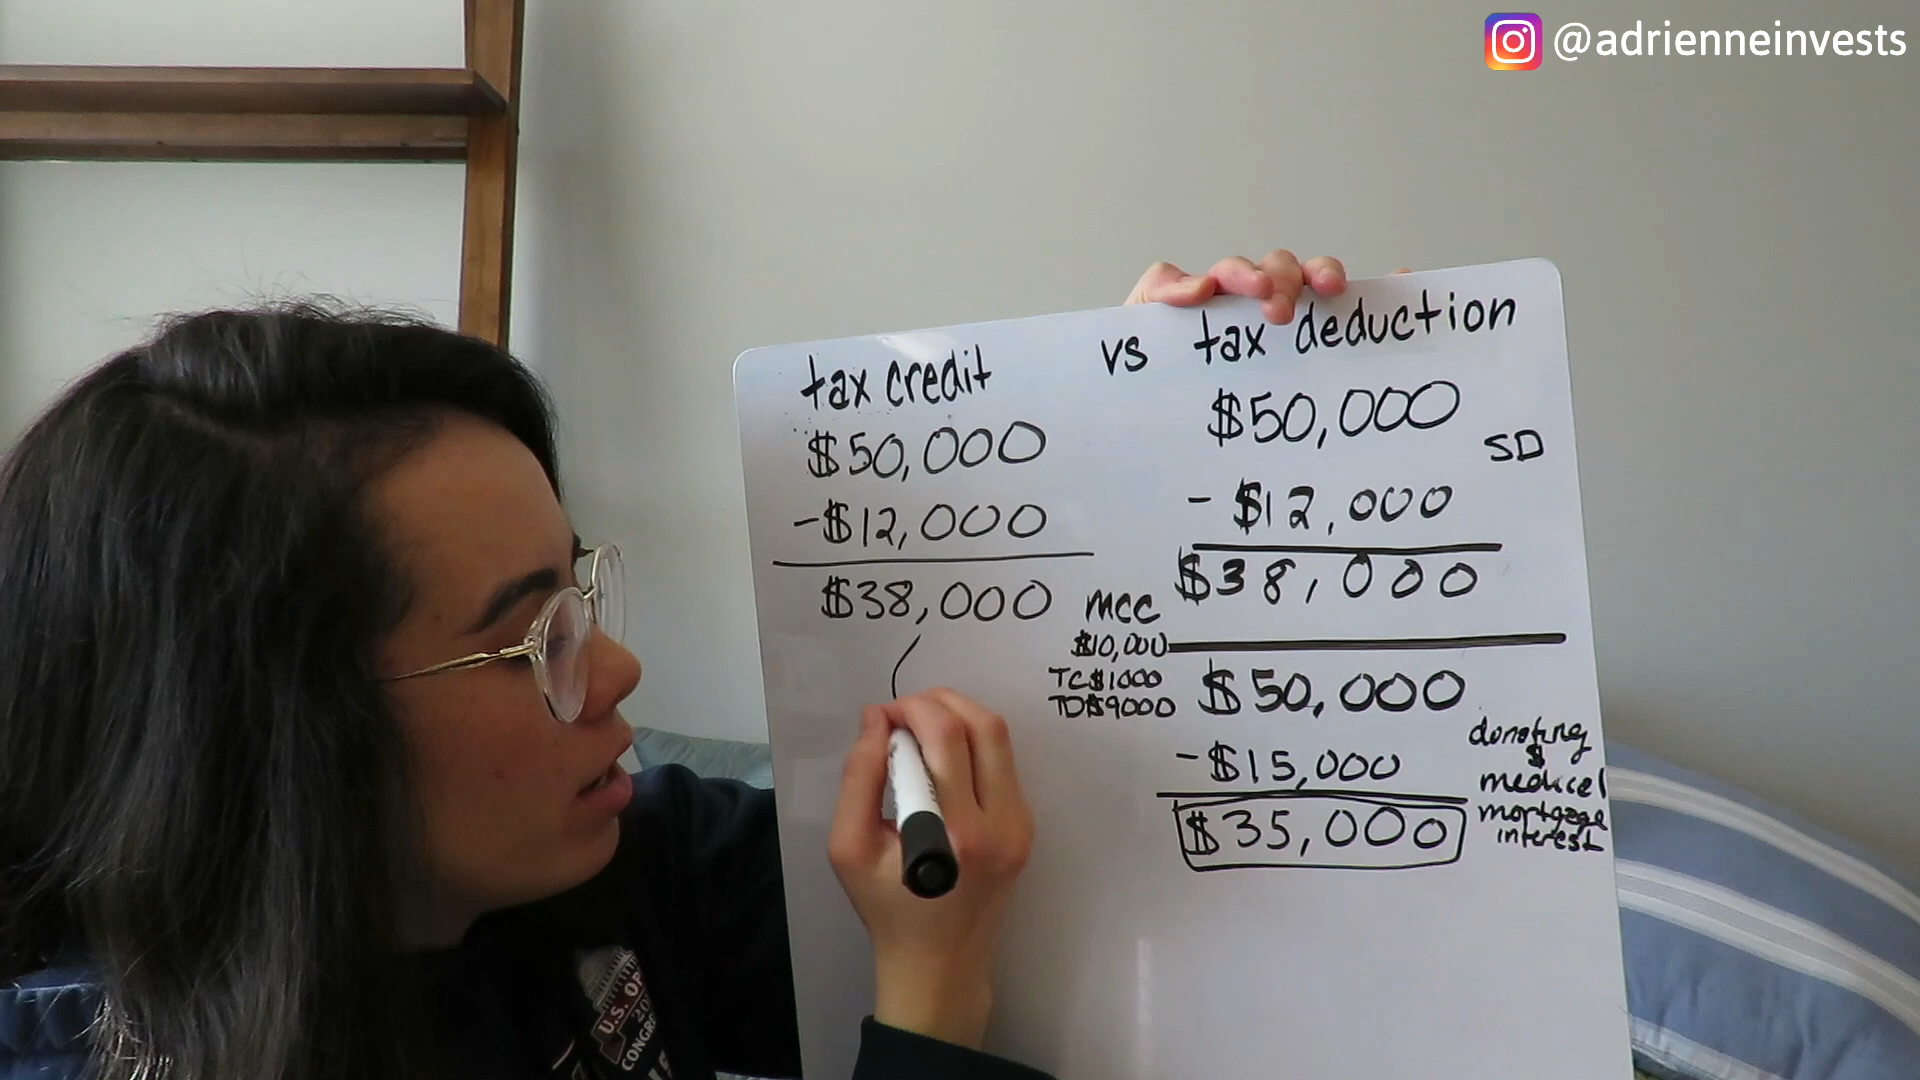 @adrienneinvests
tax credit vs tax deduction
$50,000
-$12,000
$38,000
mcc
$10,000
TC$1000
TD$9000
$50,000
SD
-$12,000
$38,000
$50,000
-$15,000
$35,000
donating
$
medical
mortgage
interest
U.S.
CONGR